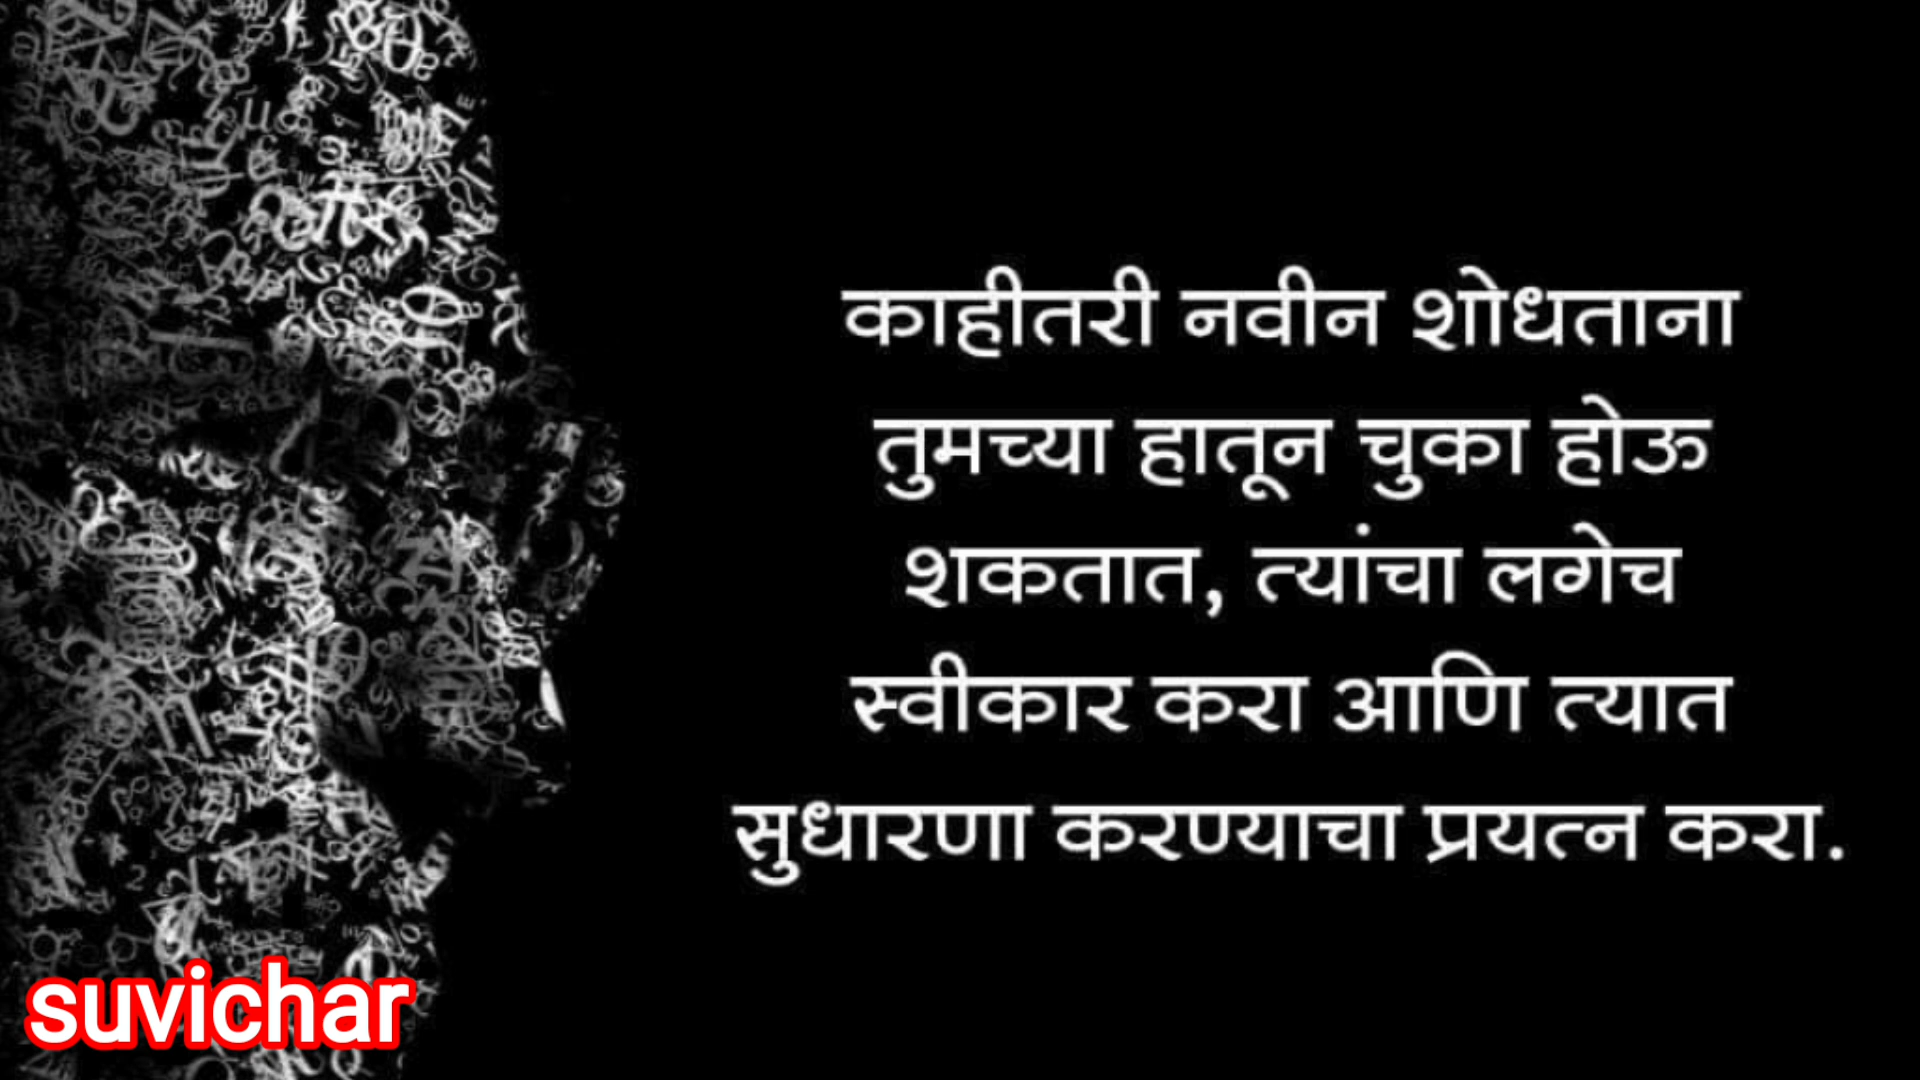 काहीतरी नवीन शोधताना
तुमच्या हातून चुका होऊ
शकतात, त्यांचा लगेच
स्वीकार करा आणि त्यात
सुधारणा करण्याचा प्रयत्न करा.
suvichar